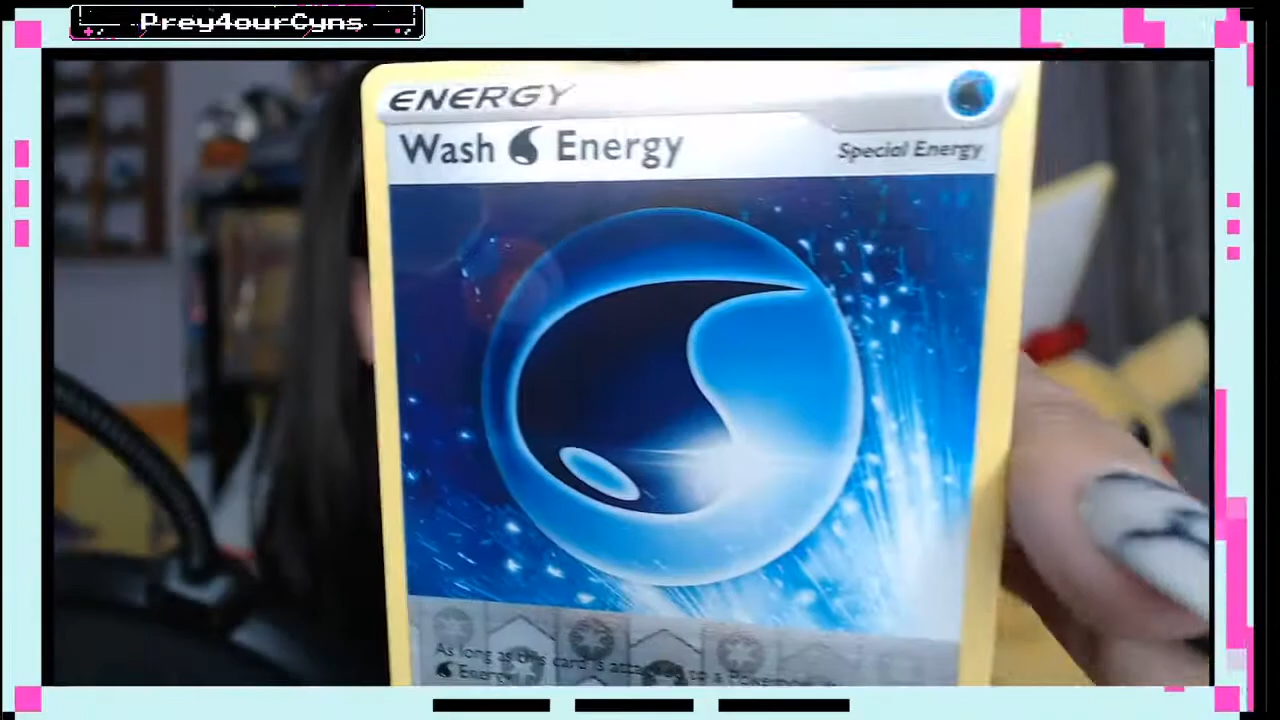 Prey4ourCyns
ENERGY
Wash Energy
Special Energy
As long as this card is attached to a Pokémon,
Energy